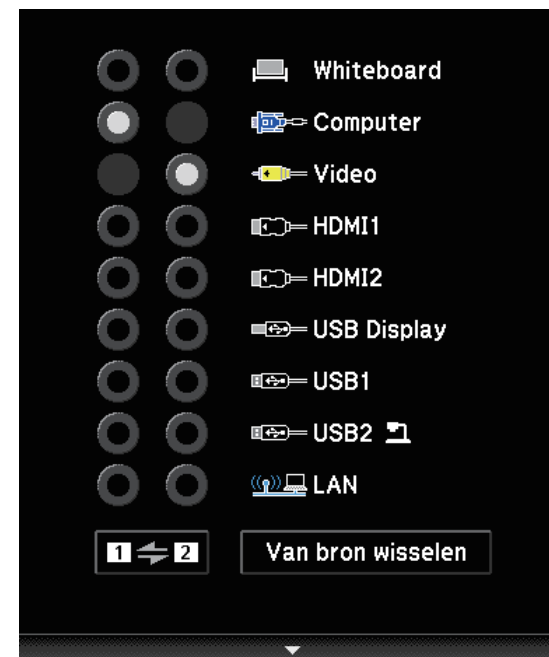 Whiteboard
Computer
Video
HDMI1
HDMI2
USB Display
USB1
USB2
LAN
1 2 Van bron wisselen